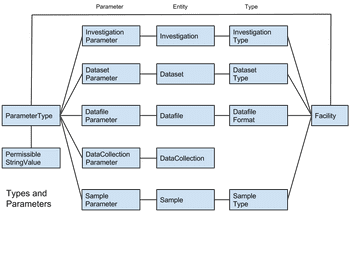 Parameter Entity Type
Investigation Parameter
Investigation
Investigation Type
Dataset Parameter
Dataset
Dataset Type
ParameterType
Datafile Parameter
Datafile
Datafile Format
Facility
Permissible StringValue
DataCollection Parameter
DataCollection
Types and
Parameters
Sample Parameter
Sample
Sample Type